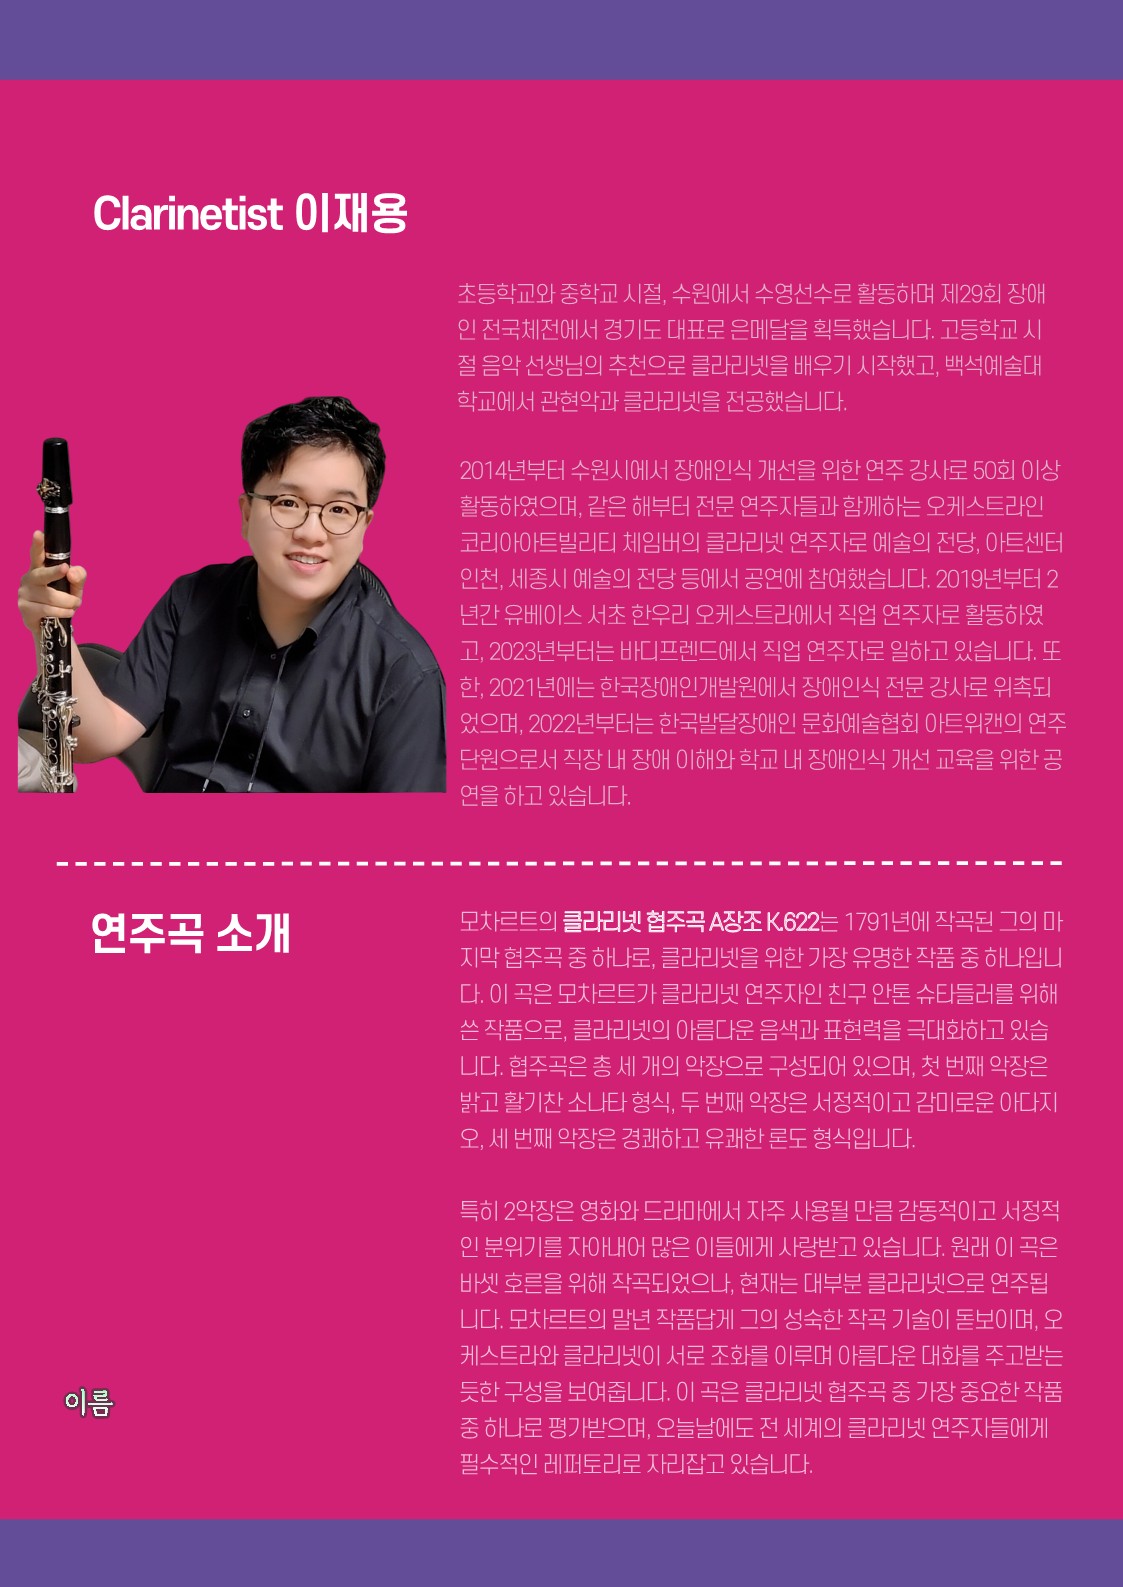 Clarinetist 이재용
초등학교와 중학교 시절, 수원에서 수영선수로 활동하며 제29회 장애
인 전국체전에서 경기도 대표로 은메달을 획득했습니다. 고등학교 시
절 음악 선생님의 추천으로 클라리넷을 배우기 시작했고, 백석예술대
학교에서 관현악과 클라리넷을 전공했습니다.
2014년부터 수원시에서 장애인식 개선을 위한 연주 강사로 50회 이상
활동하였으며, 같은 해부터 전문 연주자들과 함께하는 오케스트라인
코리아아트빌리티 체임버의 클라리넷 연주자로 예술의 전당, 아트센터
인천, 세종시 예술의 전당 등에서 공연에 참여했습니다. 2019년부터 2
년간 유베이스 서초 한우리 오케스트라에서 직업 연주자로 활동하였
고, 2023년부터는 바디프렌드에서 직업 연주자로 일하고 있습니다. 또
한, 2021년에는 한국장애인개발원에서 장애인식 전문 강사로 위촉되
었으며, 2022년부터는 한국발달장애인 문화예술협회 아트위캔의 연주
단원으로서 직장 내 장애 이해와 학교 내 장애인식 개선 교육을 위한 공
연을 하고 있습니다.
연주곡 소개
모차르트의 클라리넷 협주곡 A장조 K.622는 1791년에 작곡된 그의 마
지막 협주곡 중 하나로, 클라리넷을 위한 가장 유명한 작품 중 하나입니
다. 이 곡은 모차르트가 클라리넷 연주자인 친구 안톤 슈타들러를 위해
쓴 작품으로, 클라리넷의 아름다운 음색과 표현력을 극대화하고 있습
니다. 협주곡은 총 세 개의 악장으로 구성되어 있으며, 첫 번째 악장은
밝고 활기찬 소나타 형식, 두 번째 악장은 서정적이고 감미로운 아다지
오, 세 번째 악장은 경쾌하고 유쾌한 론도 형식입니다.
특히 2악장은 영화와 드라마에서 자주 사용될 만큼 감동적이고 서정적
인 분위기를 자아내어 많은 이들에게 사랑받고 있습니다. 원래 이 곡은
바셋 호른을 위해 작곡되었으나, 현재는 대부분 클라리넷으로 연주됩
니다. 모차르트의 말년 작품답게 그의 성숙한 작곡 기술이 돋보이며, 오
케스트라와 클라리넷이 서로 조화를 이루며 아름다운 대화를 주고받는
듯한 구성을 보여줍니다. 이 곡은 클라리넷 협주곡 중 가장 중요한 작품
중 하나로 평가받으며, 오늘날에도 전 세계의 클라리넷 연주자들에게
필수적인 레퍼토리로 자리잡고 있습니다.
이름